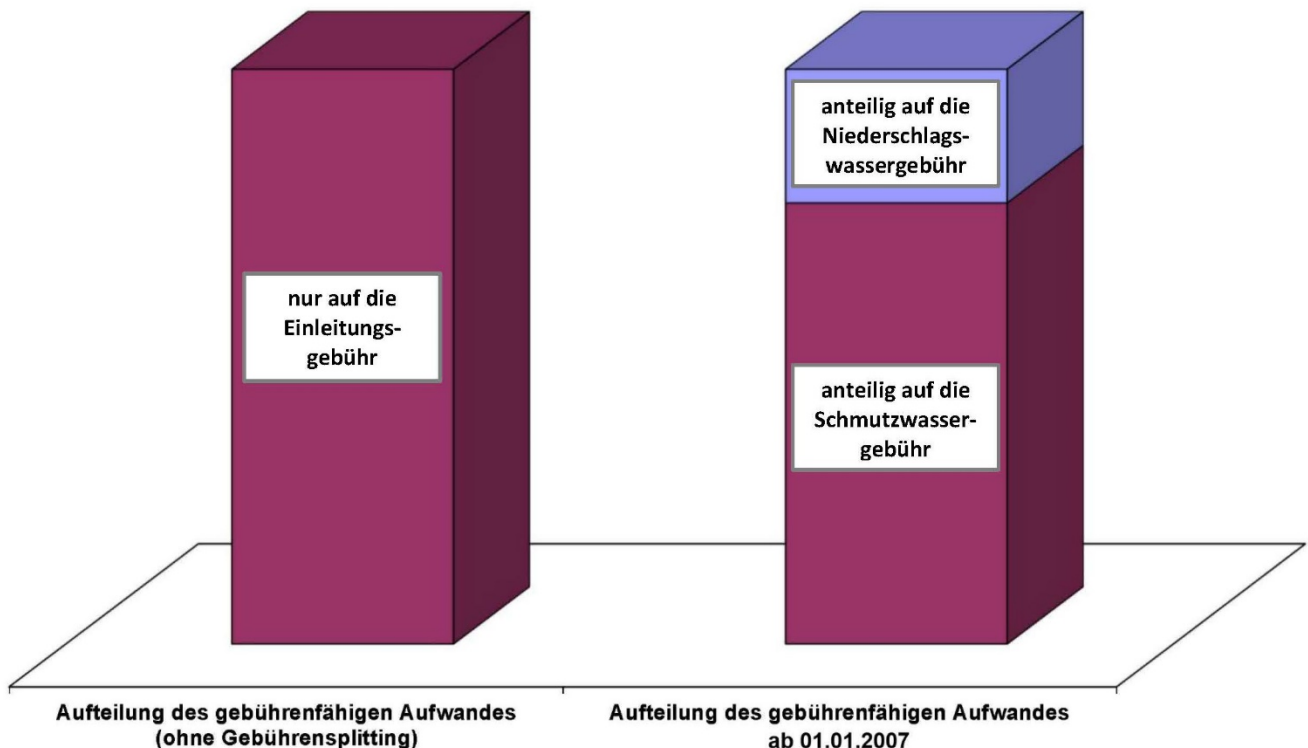 anteilig auf die
Niederschlags-
wassergebühr
nur auf die
Einleitungs-
gebühr
anteilig auf die
Schmutzwasser-
gebühr
Aufteilung des gebührenfähigen Aufwandes
(ohne Gebührensplitting)
Aufteilung des gebührenfähigen Aufwandes
ab 01.01.2007